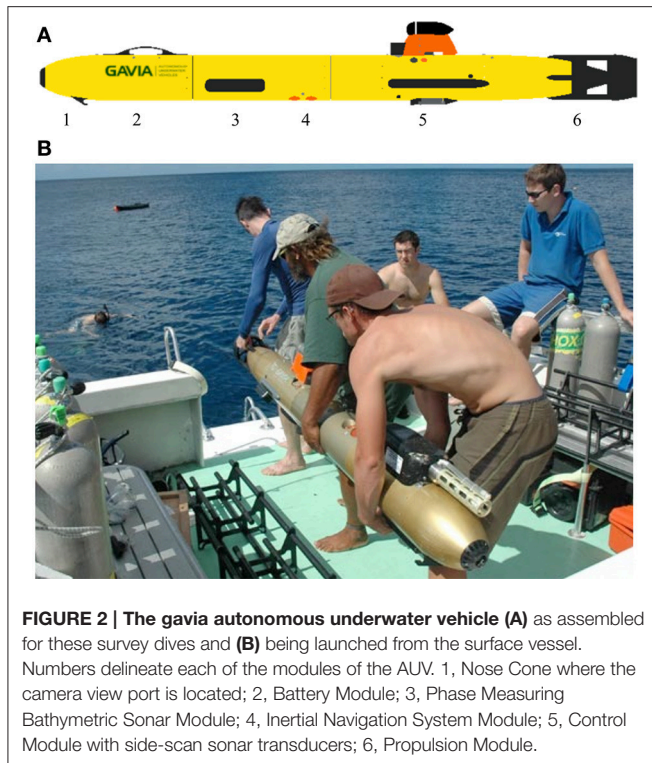 A
GAVIA AUTONOMOUS
UNDERWATER
VEHICLES
1 2 3 4 5 6
B
NOX
FIGURE 2 | The gavia autonomous underwater vehicle (A) as assembled
for these survey dives and (B) being launched from the surface vessel.
Numbers delineate each of the modules of the AUV. 1, Nose Cone where the
camera view port is located; 2, Battery Module; 3, Phase Measuring
Bathymetric Sonar Module; 4, Inertial Navigation System Module; 5, Control
Module with side-scan sonar transducers; 6, Propulsion Module.